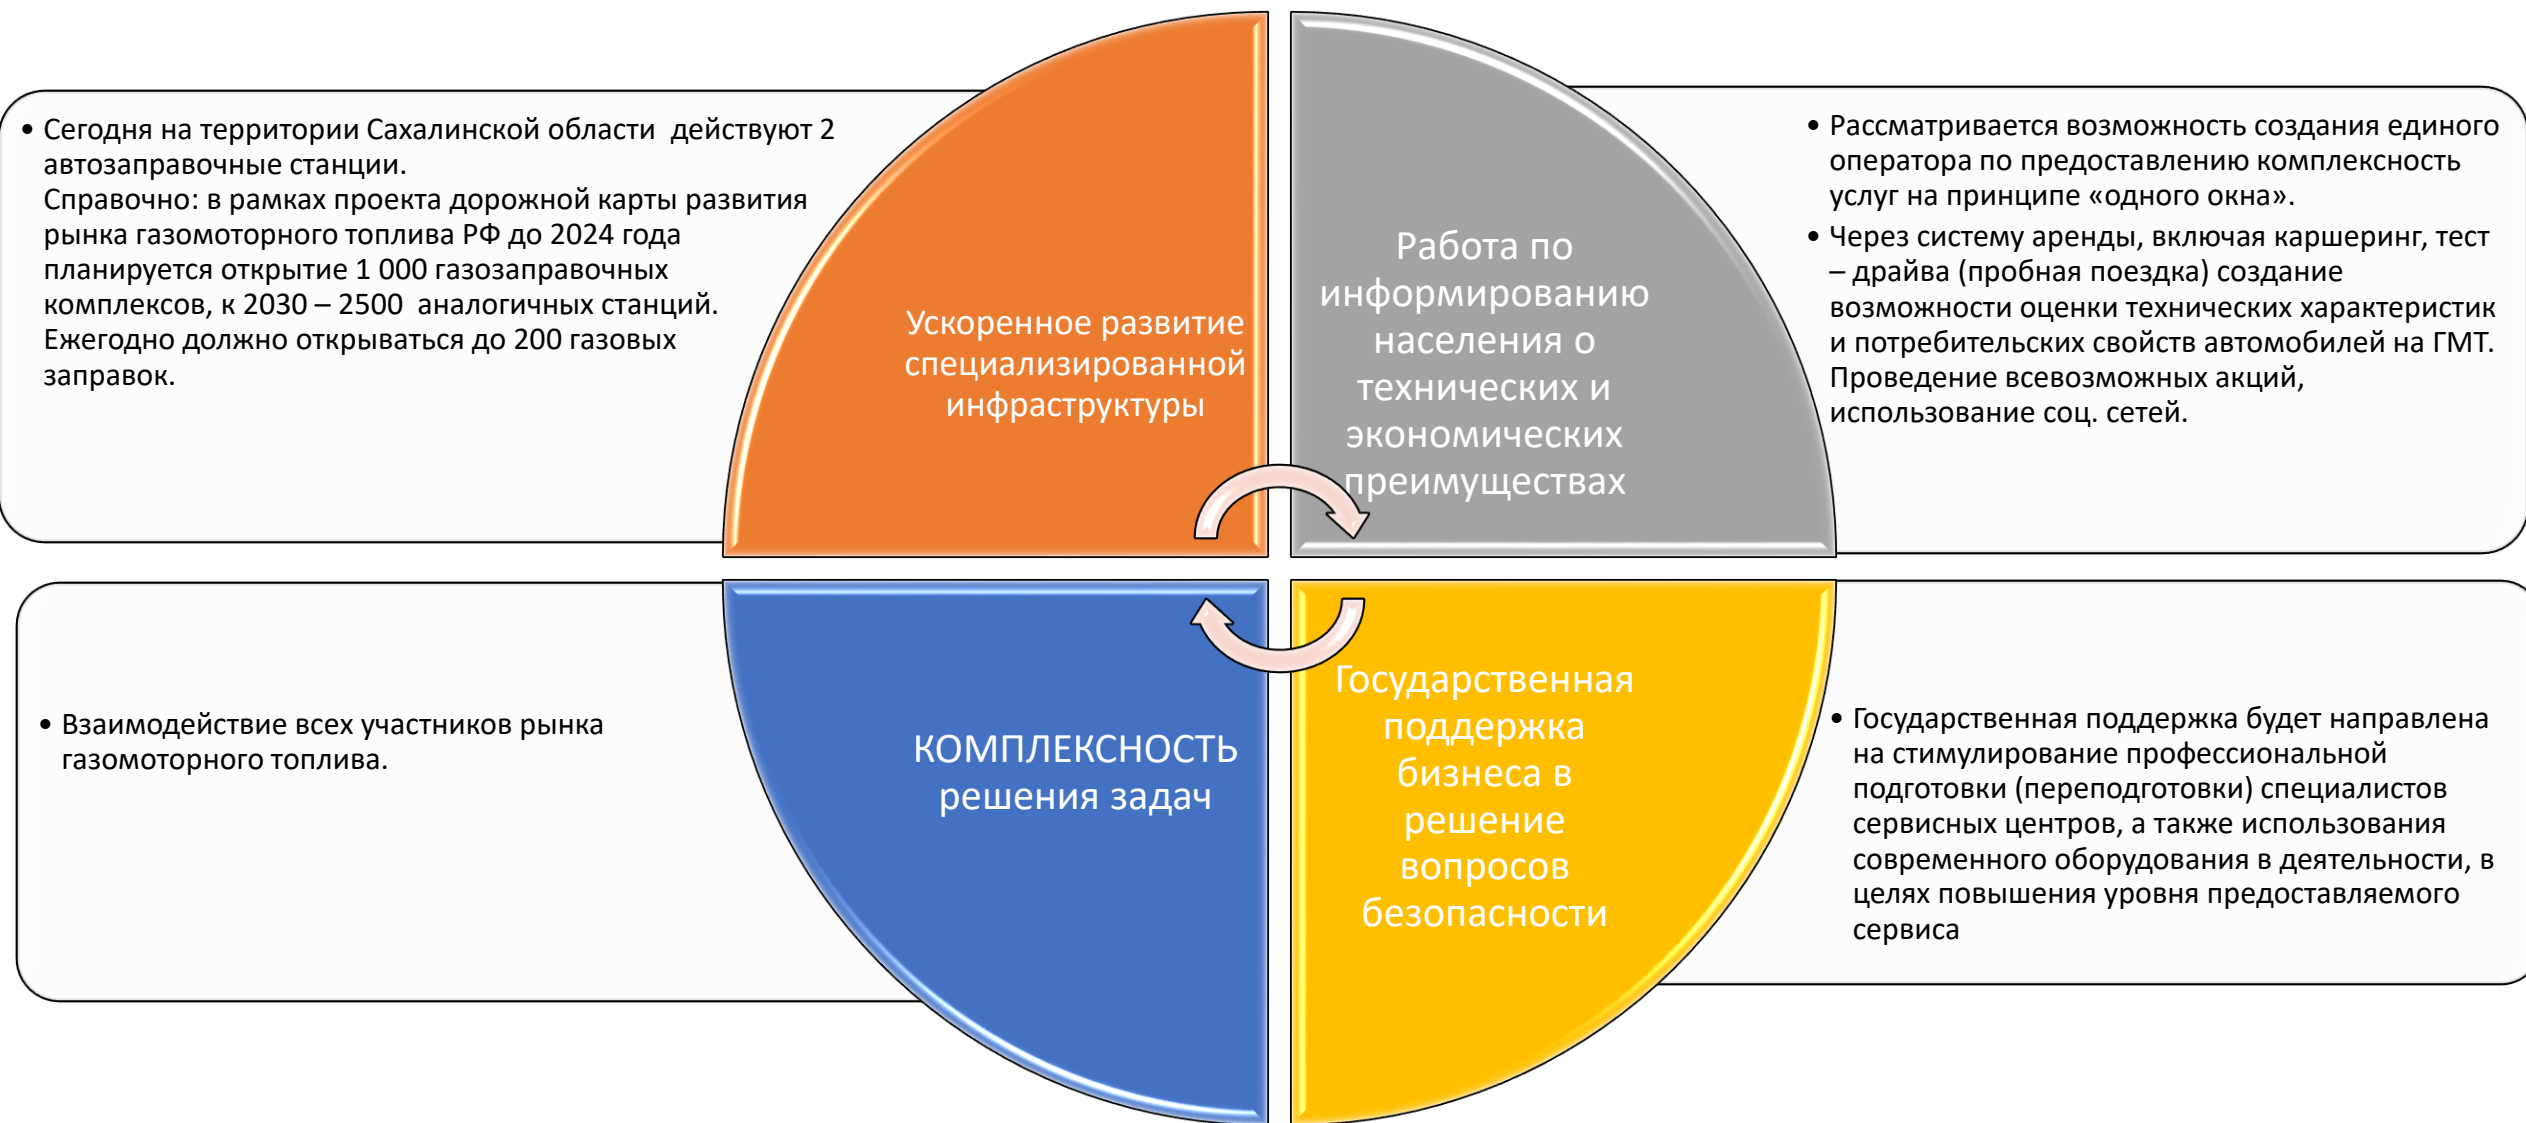 • Сегодня на территории Сахалинской области  действуют 2
автозаправочные станции.
Справочно: в рамках проекта дорожной карты развития
рынка газомоторного топлива РФ до 2024 года
планируется открытие 1 000 газозаправочных
комплексов, к 2030 – 2500  аналогичных станций.
Ежегодно должно открываться до 200 газовых
заправок.
Ускоренное развитие
специализированной
инфраструктуры
Работа по
информированию
населения о
технических и
экономических
преимуществах
• Рассматривается возможность создания единого
оператора по предоставлению комплексность
услуг на принципе «одного окна».
• Через систему аренды, включая каршеринг, тест
– драйва (пробная поездка) создание
возможности оценки технических характеристик
и потребительских свойств автомобилей на ГМТ.
Проведение всевозможных акций,
использование соц. сетей.
• Взаимодействие всех участников рынка
газомоторного топлива.
КОМПЛЕКСНОСТЬ
решения задач
Государственная
поддержка
бизнеса в
решение
вопросов
безопасности
• Государственная поддержка будет направлена
на стимулирование профессиональной
подготовки (переподготовки) специалистов
сервисных центров, а также использования
современного оборудования в деятельности, в
целях повышения уровня предоставляемого
сервиса